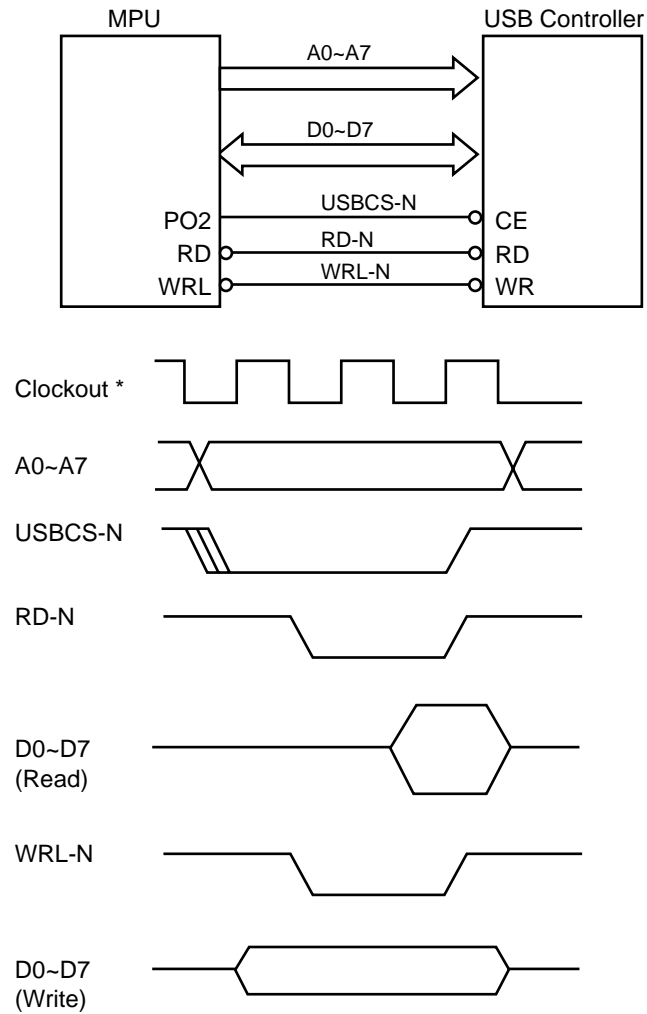 MPU
USB Controller
A0~A7
D0~D7
PO2
USBCS-N
CE
RD
RD-N
RD
WRL
WRL-N
WR
Clockout *
A0~A7
USBCS-N
RD-N
D0~D7
(Read)
WRL-N
D0~D7
(Write)